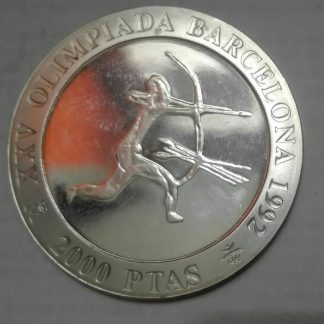 XXV OLIMPIADA BARCELONA 1992
2000 PTAS